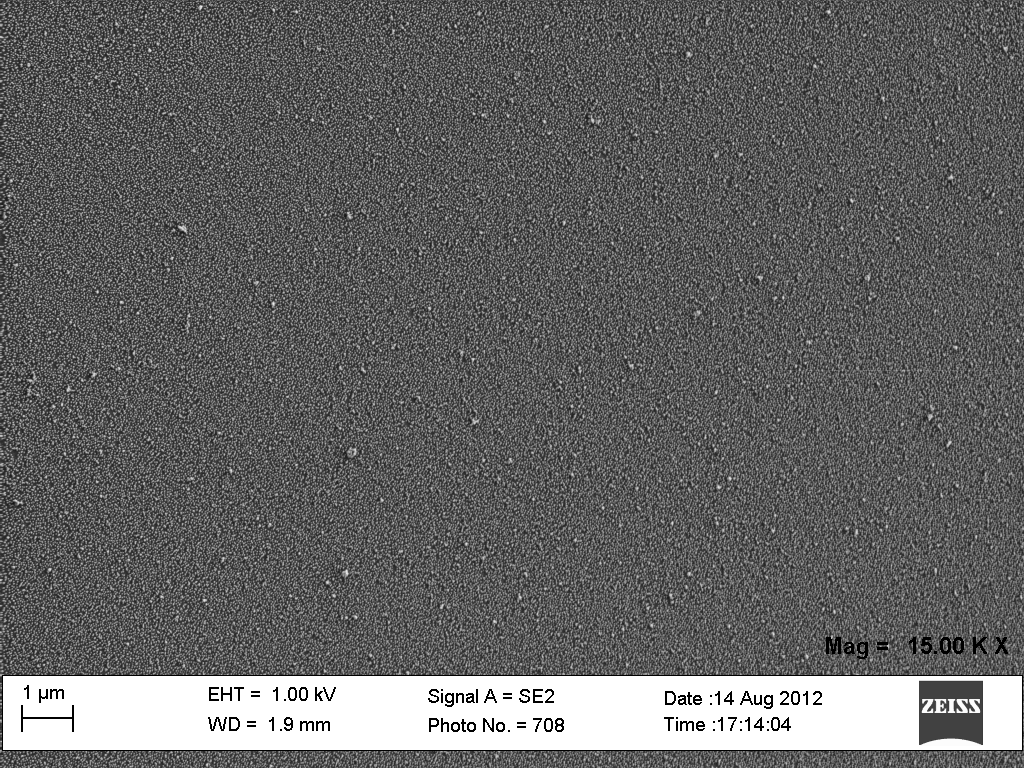 Mag = 15.00 K X
1 µm
EHT = 1.00 kV
Signal A = SE2
Date :14 Aug 2012
ZEISS
WD = 1.9 mm
Photo No. = 708
Time :17:14:04